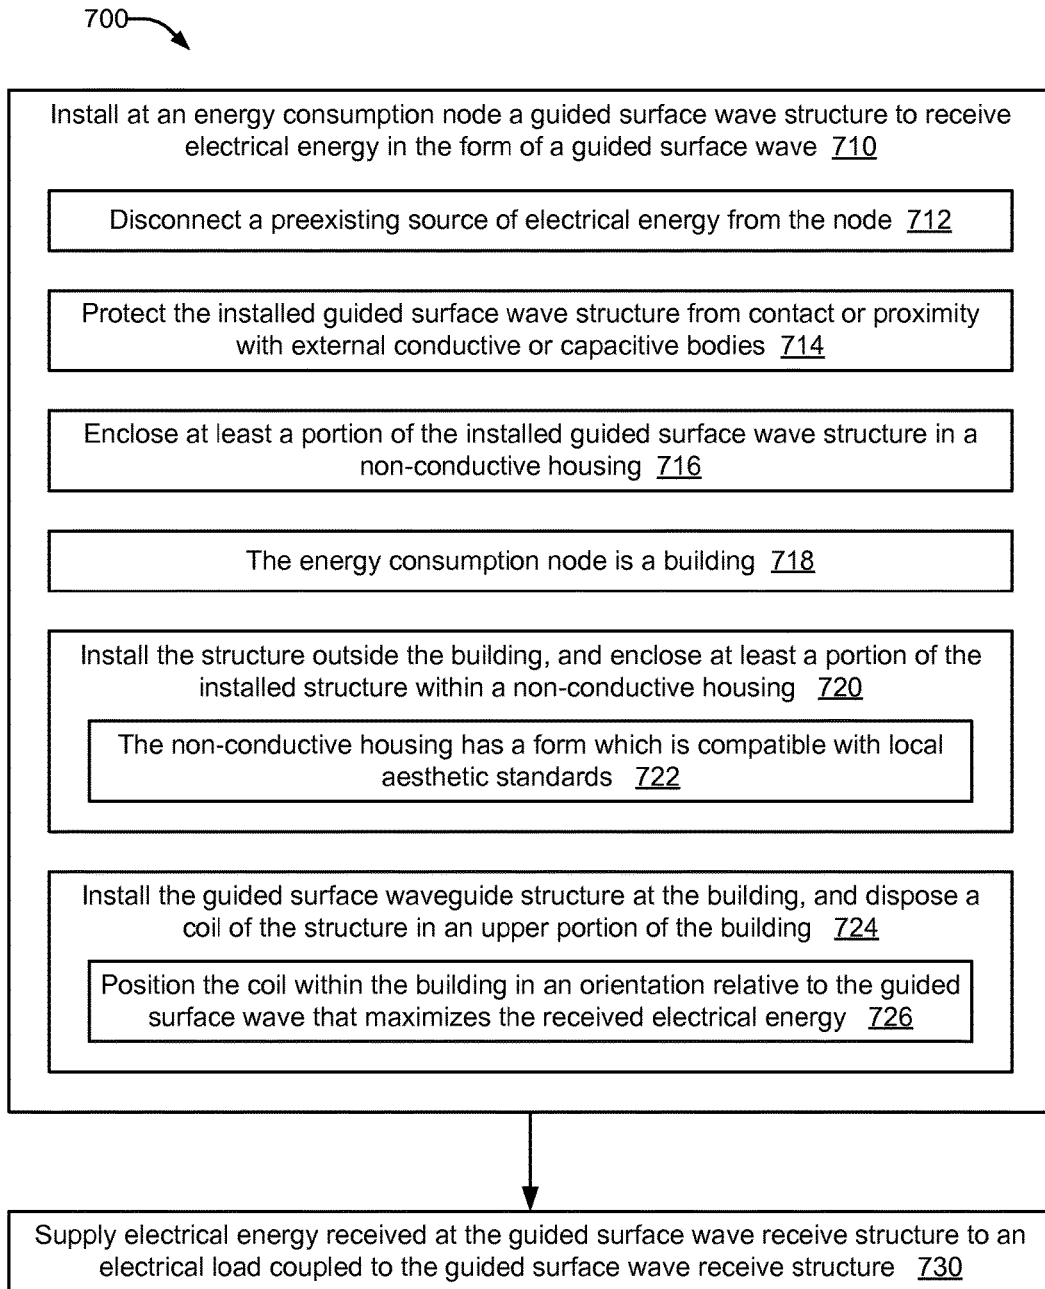 700
Install at an energy consumption node a guided surface wave structure to receive
electrical energy in the form of a guided surface wave 710
Disconnect a preexisting source of electrical energy from the node 712
Protect the installed guided surface wave structure from contact or proximity
with external conductive or capacitive bodies 714
Enclose at least a portion of the installed guided surface wave structure in a
non-conductive housing 716
The energy consumption node is a building 718
Install the structure outside the building, and enclose at least a portion of the
installed structure within a non-conductive housing 720
The non-conductive housing has a form which is compatible with local
aesthetic standards 722
Install the guided surface waveguide structure at the building, and dispose a
coil of the structure in an upper portion of the building 724
Position the coil within the building in an orientation relative to the guided
surface wave that maximizes the received electrical energy 726
Supply electrical energy received at the guided surface wave receive structure to an
electrical load coupled to the guided surface wave receive structure 730